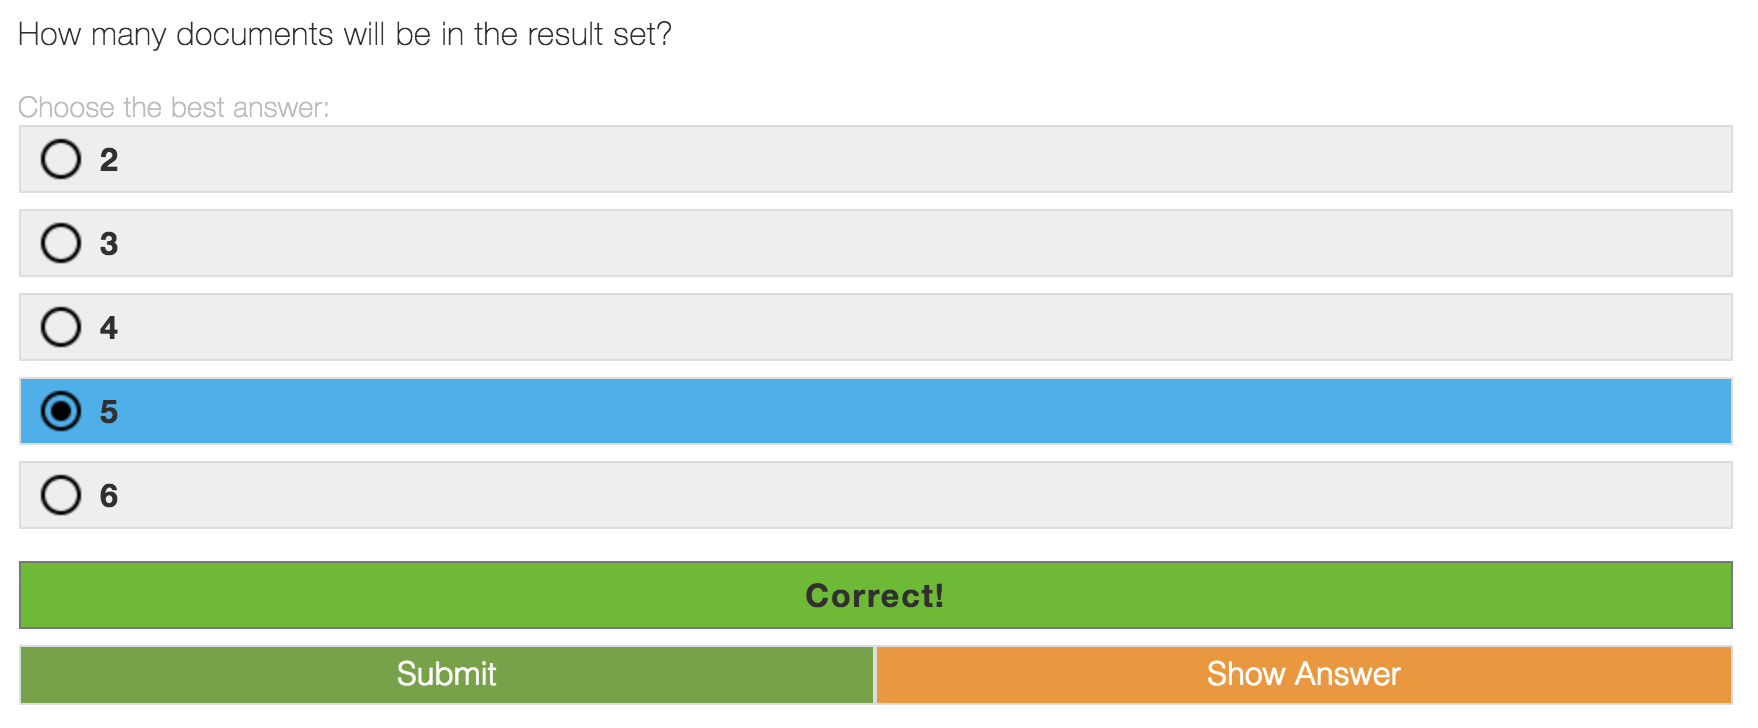 How many documents will be in the result set?
Choose the best answer:
2
3
4
5
6
Correct!
Submit
Show Answer